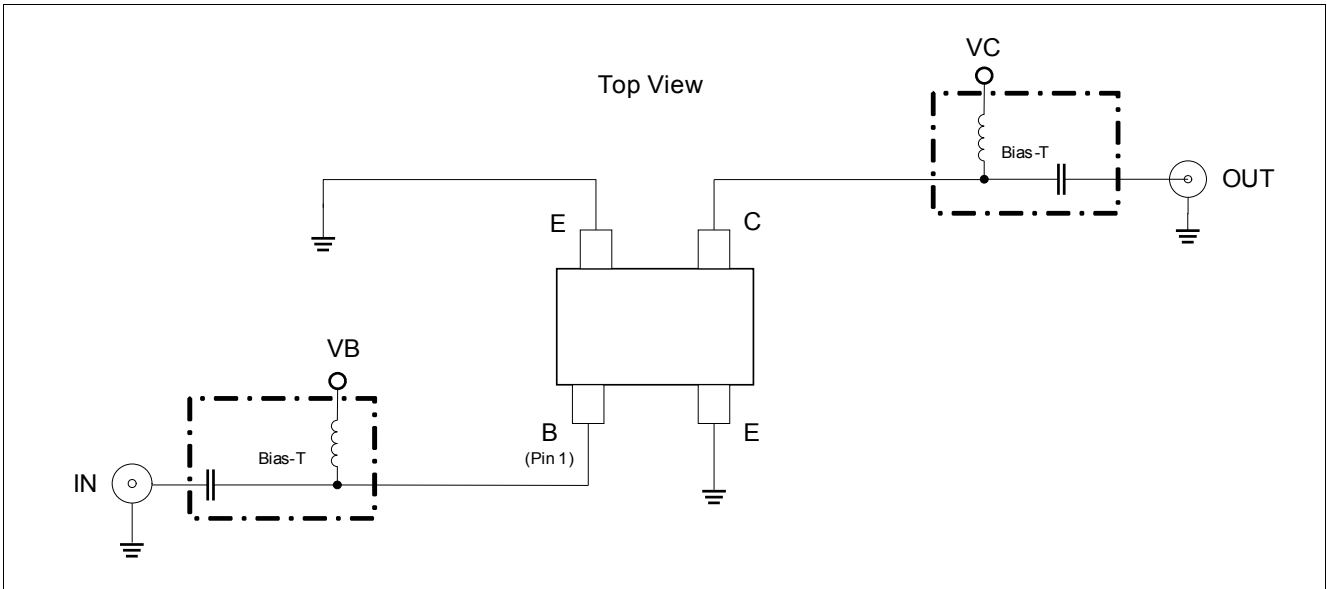 VC
Top View
Bias-T
OUT
E
C
VB
B
E
(Pin 1)
Bias-T
IN